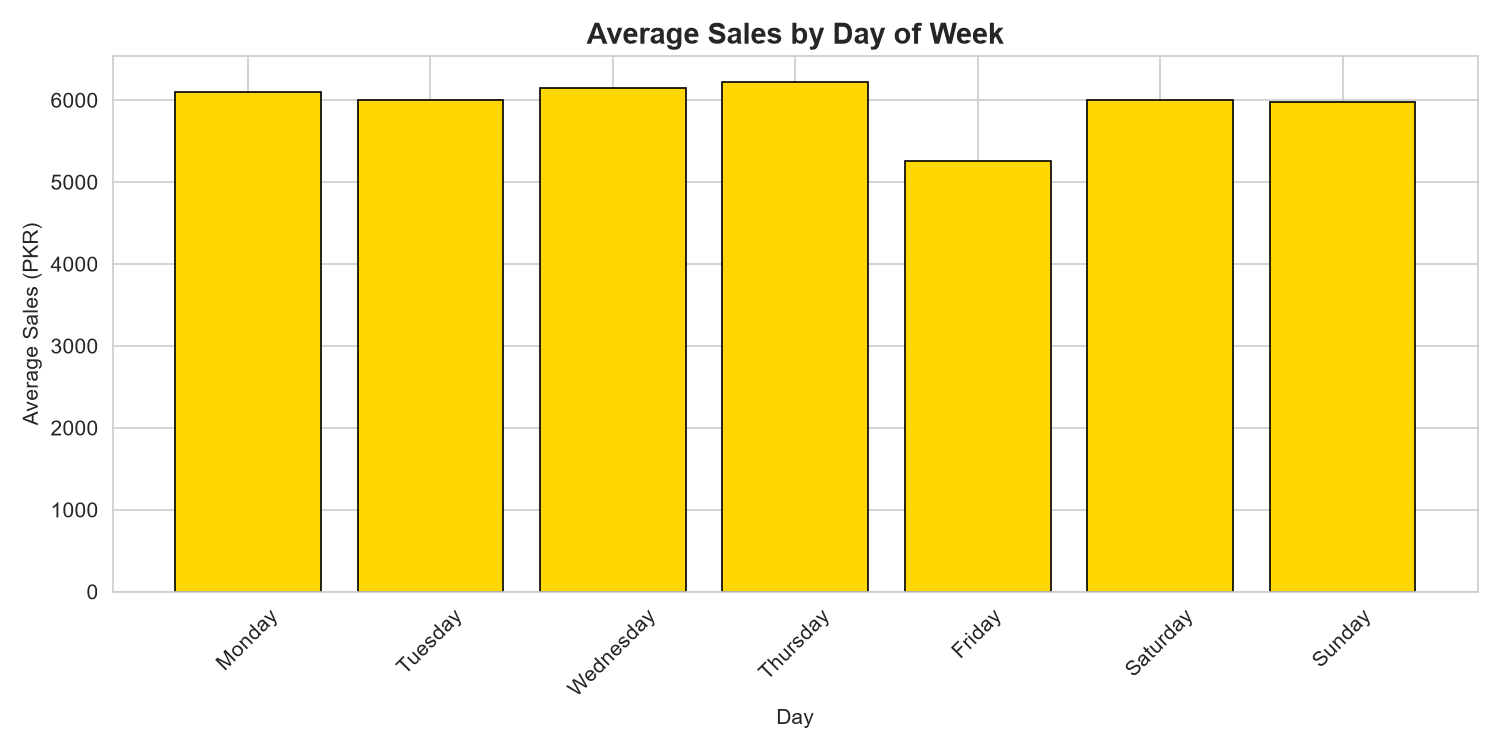 Average Sales by Day of Week
Average Sales (PKR)
6000
5000
4000
3000
2000
1000
0
Monday
Tuesday
Wednesday
Thursday
Friday
Saturday
Sunday
Day